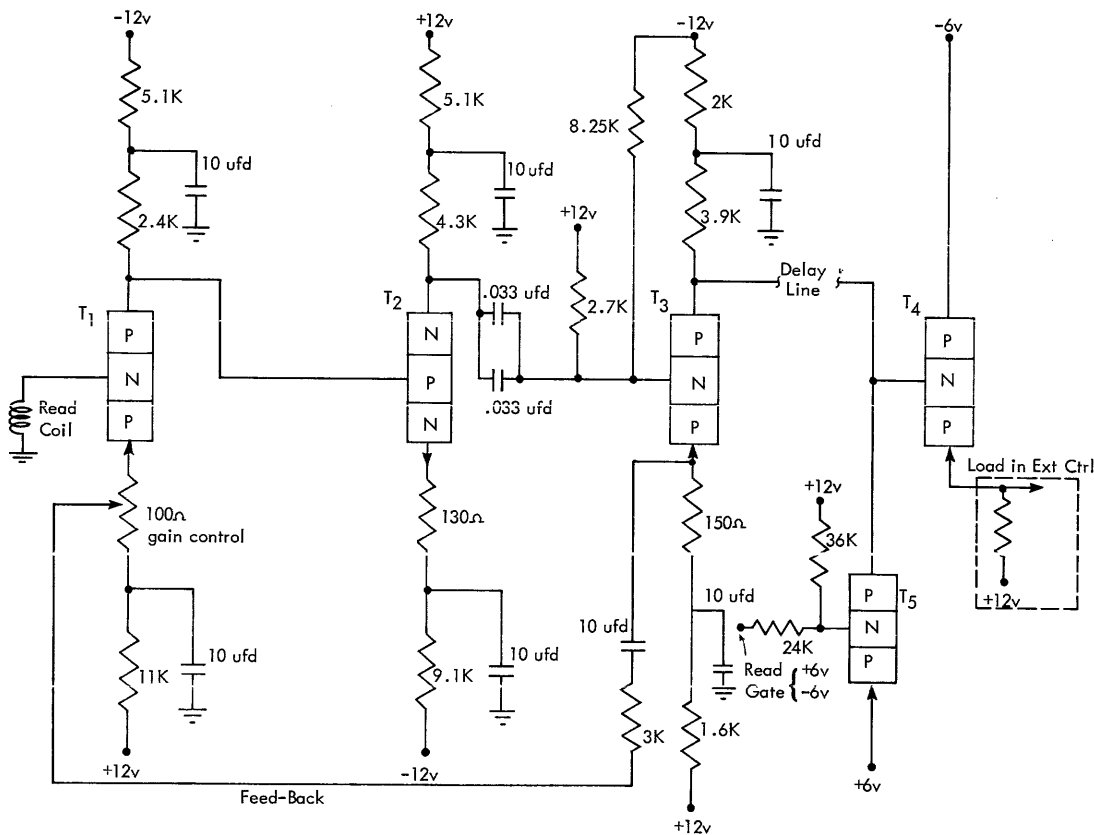 -12v
+12v
-12v
-6v
5.1K
5.1K
2K
8.25K
10 ufd
10 ufd
10 ufd
2.4K
4.3K
+12v
3.9K
Delay
Line
T1
T2
.033 ufd
2.7K
T3
T4
P
N
P
N
P
N
P
N
P
P
N
P
Read
Coil
.033 ufd
Load in Ext Ctrl
100Ω
gain control
130Ω
150Ω
+12v
36K
+12v
T5
P
N
P
10 ufd
10 ufd
10 ufd
10 ufd
24K
Read
Gate
+6v
-6v
11K
9.1K
3K
1.6K
+12v
-12v
+6v
Feed-Back
+12v